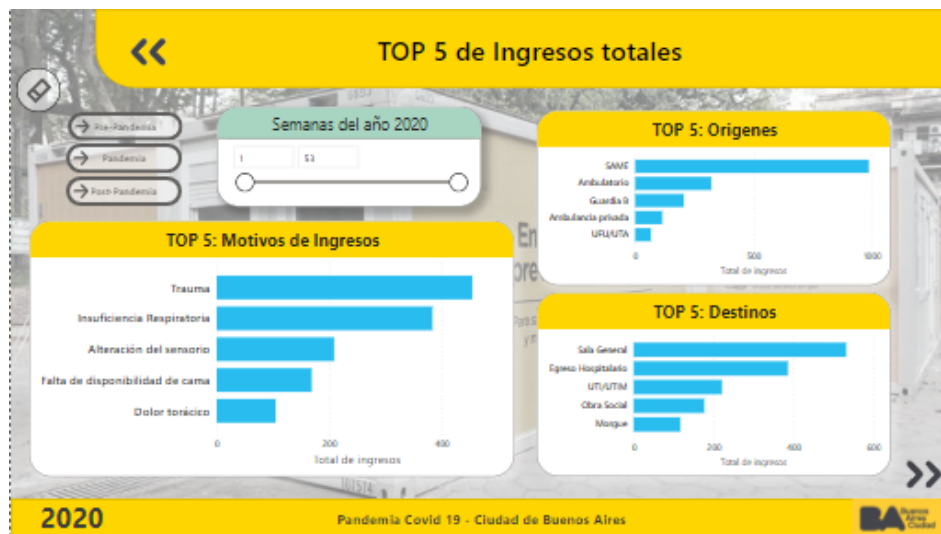 TOP 5 de Ingresos totales
Pre-Pandemia
Pandemia
Post-Pandemia
Semanas del año 2020
1 53
TOP 5: Motivos de Ingresos
Trauma
Insuficiencia Respiratoria
Alteración del sensorio
Falta de disponibilidad de cama
Dolor torácico
0 200 400
Total de ingresos
TOP 5: Origenes
SAME
Ambulatorio
Guardia B
Ambulancia privada
UFU/UTA
0 500 1000
Total de ingresos
TOP 5: Destinos
Sala General
Egreso Hospitalario
UTI/UTIM
Obra Social
Morgue
0 200 400 600
Total de ingresos
En
2020
Pandemia Covid 19 - Ciudad de Buenos Aires
BA Buenos
Aires
Ciudad